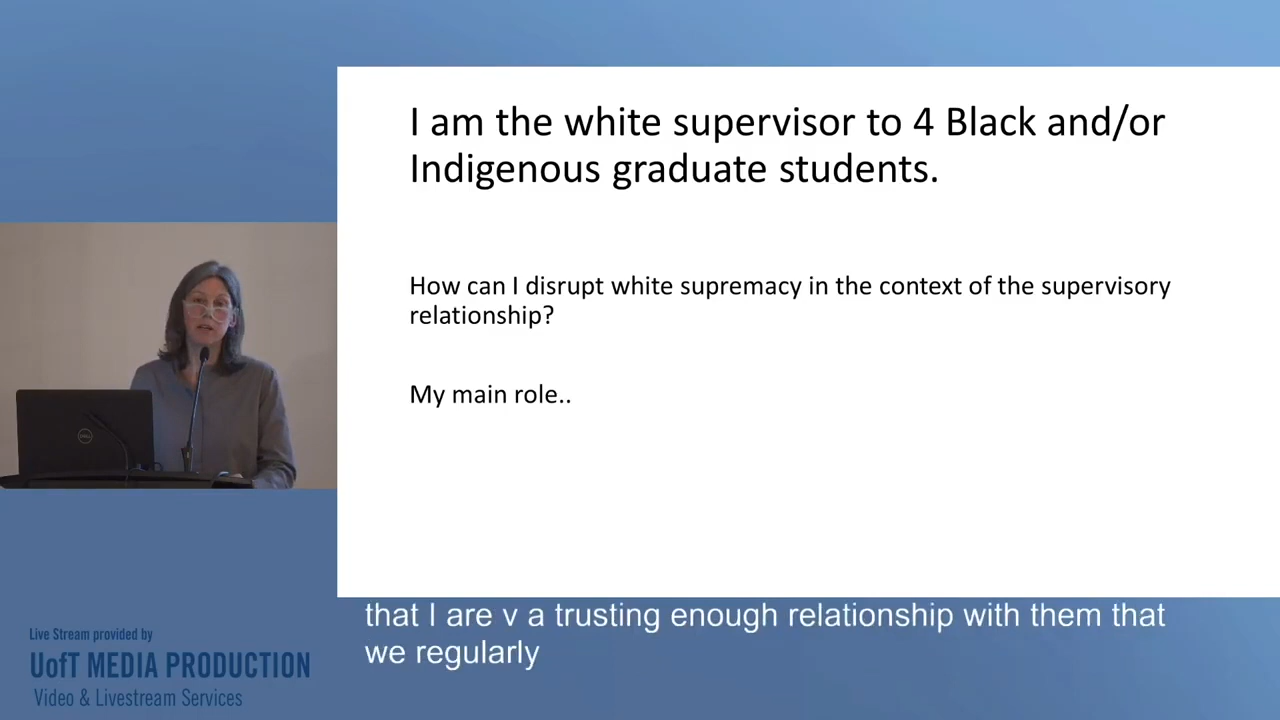 I am the white supervisor to 4 Black and/or
Indigenous graduate students.
How can I disrupt white supremacy in the context of the supervisory
relationship?
My main role..
that I are v a trusting enough relationship with them that
we regularly
Live Stream provided by
UofT MEDIA PRODUCTION
Video & Livestream Services
DELL